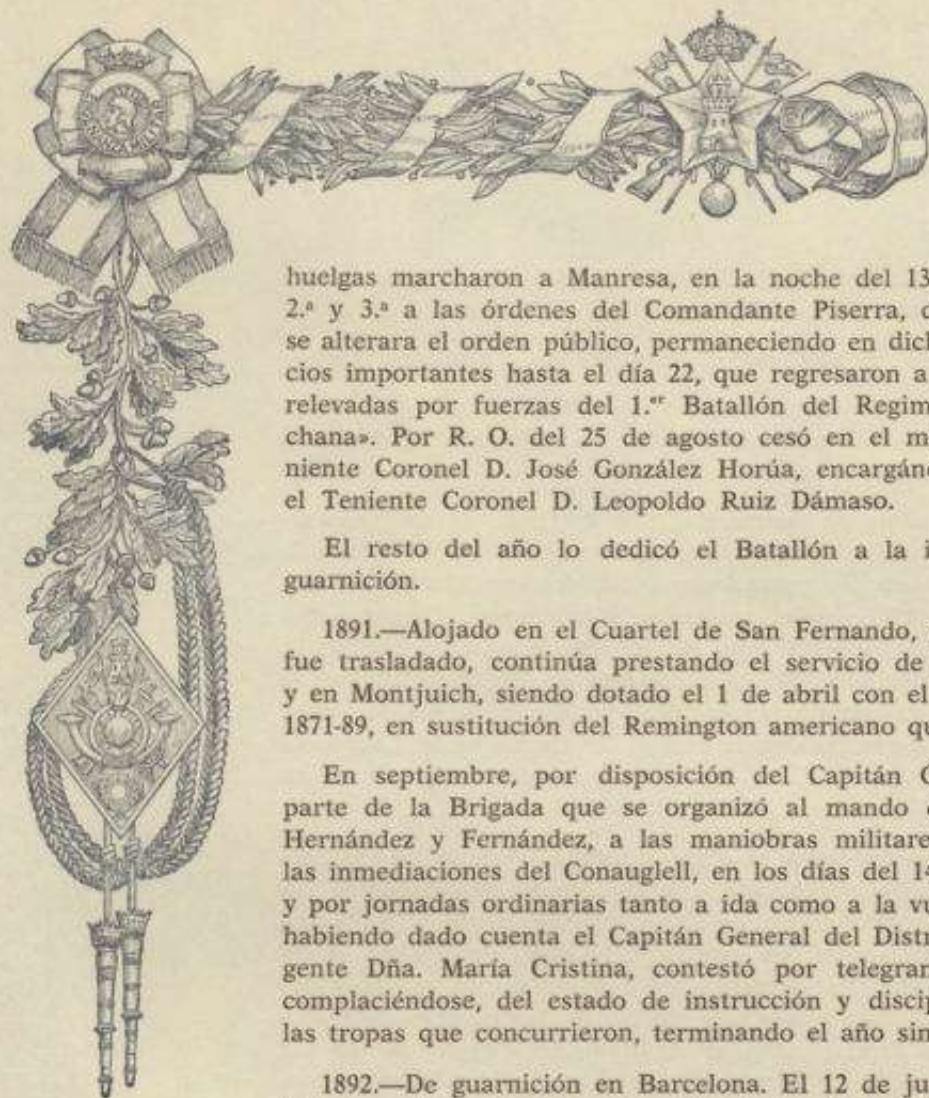 huelgas marcharon a Manresa, en la noche del 13
2.ª y 3.ª a las órdenes del Comandante Piserra,
se alterara el orden público, permaneciendo en dich
cios importantes hasta el día 22, que regresaron a
relevadas por fuerzas del 1.er Batallón del Regim
chana». Por R. O. del 25 de agosto cesó en el m
niente Coronel D. José González Horúa, encargán
el Teniente Coronel D. Leopoldo Ruiz Dámaso.
El resto del año lo dedicó el Batallón a la i
guarnición.
1891.—Alojado en el Cuartel de San Fernando,
fue trasladado, continúa prestando el servicio de
y en Montjuich, siendo dotado el 1 de abril con el
1871-89, en sustitución del Remington americano qu
En septiembre, por disposición del Capitán
parte de la Brigada que se organizó al mando
Hernández y Fernández, a las maniobras militare
las inmediaciones del Conauglell, en los días del 14
y por jornadas ordinarias tanto a ida como a la vu
habiendo dado cuenta el Capitán General del Distr
gente Dña. María Cristina, contestó por telegran
complaciéndose, del estado de instrucción y discip
las tropas que concurrieron, terminando el año sin
1892.—De guarnición en Barcelona. El 12 de ju